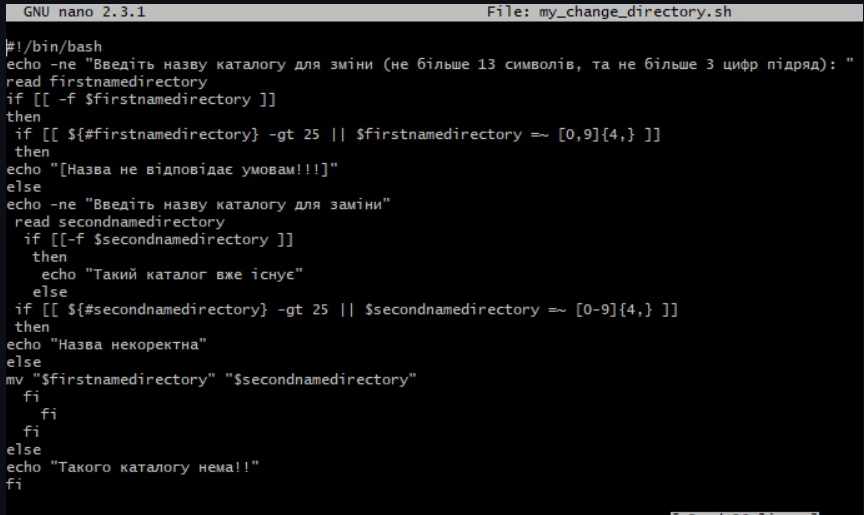 GNU nano 2.3.1 File: my_change_directory.sh
#!/bin/bash
echo -ne "Введіть назву каталогу для зміни (не більше 13 символів, та не більше 3 цифр підряд): "
read firstnamedirectory
if [[ -f $firstnamedirectory ]]
then
if [[ ${#firstnamedirectory} -gt 25 || $firstnamedirectory =~ [0,9]{4,} ]]
then
echo "[Назва не відповідає умовам!!!]"
else
echo -ne "Введіть назву каталогу для заміни"
read secondnamedirectory
if [[-f $secondnamedirectory ]]
then
echo "Такий каталог вже існує"
else
if [[ ${#secondnamedirectory} -gt 25 || $secondnamedirectory =~ [0-9]{4,} ]]
then
echo "Назва некоректна"
else
mv "$firstnamedirectory" "$secondnamedirectory"
fi
fi
fi
else
echo "Такого каталогу нема!!"
fi